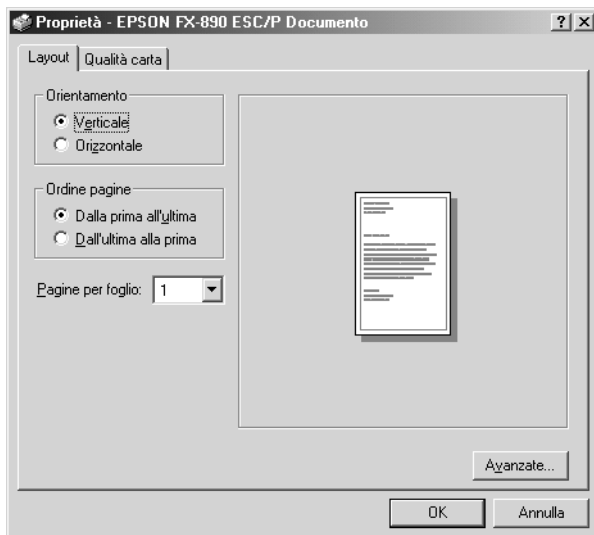 Proprietà - EPSON FX-890 ESC/P Documento
Layout
Qualità carta
Orientamento
Verticale
Orizzontale
Ordine pagine
Dalla prima all'ultima
Dall'ultima alla prima
Pagine per foglio: 1
Avanzate...
OK
Annulla